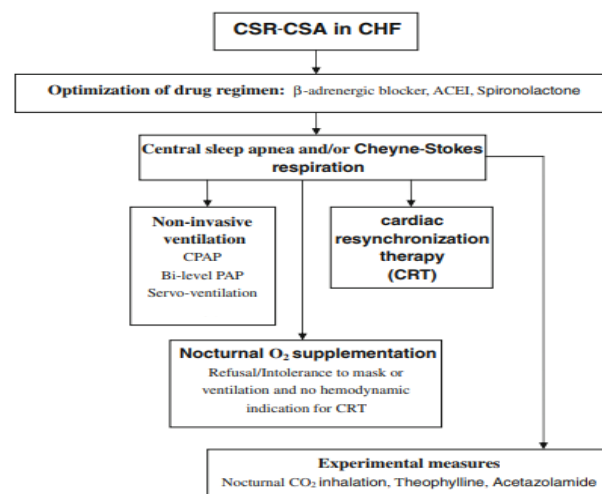 CSR-CSA in CHF
Optimization of drug regimen: β-adrenergic blocker, ACEI, Spironolactone
Central sleep apnea and/or Cheyne-Stokes
respiration
Non-invasive
ventilation
CPAP
Bi-level PAP
Servo-ventilation
cardiac
resynchronization
therapy
(CRT)
Nocturnal O₂ supplementation
Refusal/Intolerance to mask or
ventilation and no hemodynamic
indication for CRT
Experimental measures
Nocturnal CO₂ inhalation, Theophylline, Acetazolamide